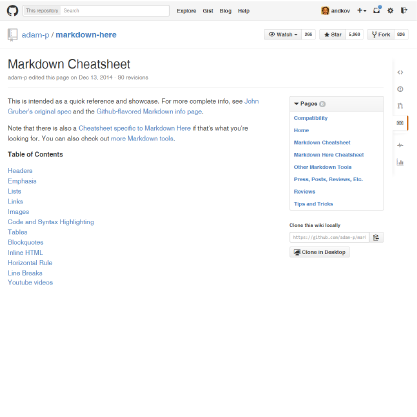 This repository Search Explore Gist Blog Help andkov
adam-p / markdown-here Watch Star Fork
Markdown Cheatsheet
adam-p edited this page on Dec 13, 2014 · 90 revisions
This is intended as a quick reference and showcase. For more complete info, see John
Gruber's original spec and the Github-flavored Markdown info page.
Note that there is also a Cheatsheet specific to Markdown Here if that's what you're
looking for. You can also check out more Markdown tools.
Table of Contents
Headers
Emphasis
Lists
Links
Images
Code and Syntax Highlighting
Tables
Blockquotes
Inline HTML
Horizontal Rule
Line Breaks
Youtube videos
Pages
Compatibility
Home
Markdown Cheatsheet
Markdown Here Cheatsheet
Other Markdown Tools
Press, Posts, Reviews, Etc.
Reviews
Tips and Tricks
Clone this wiki locally
https://github.com/adam-p/mar
Clone in Desktop